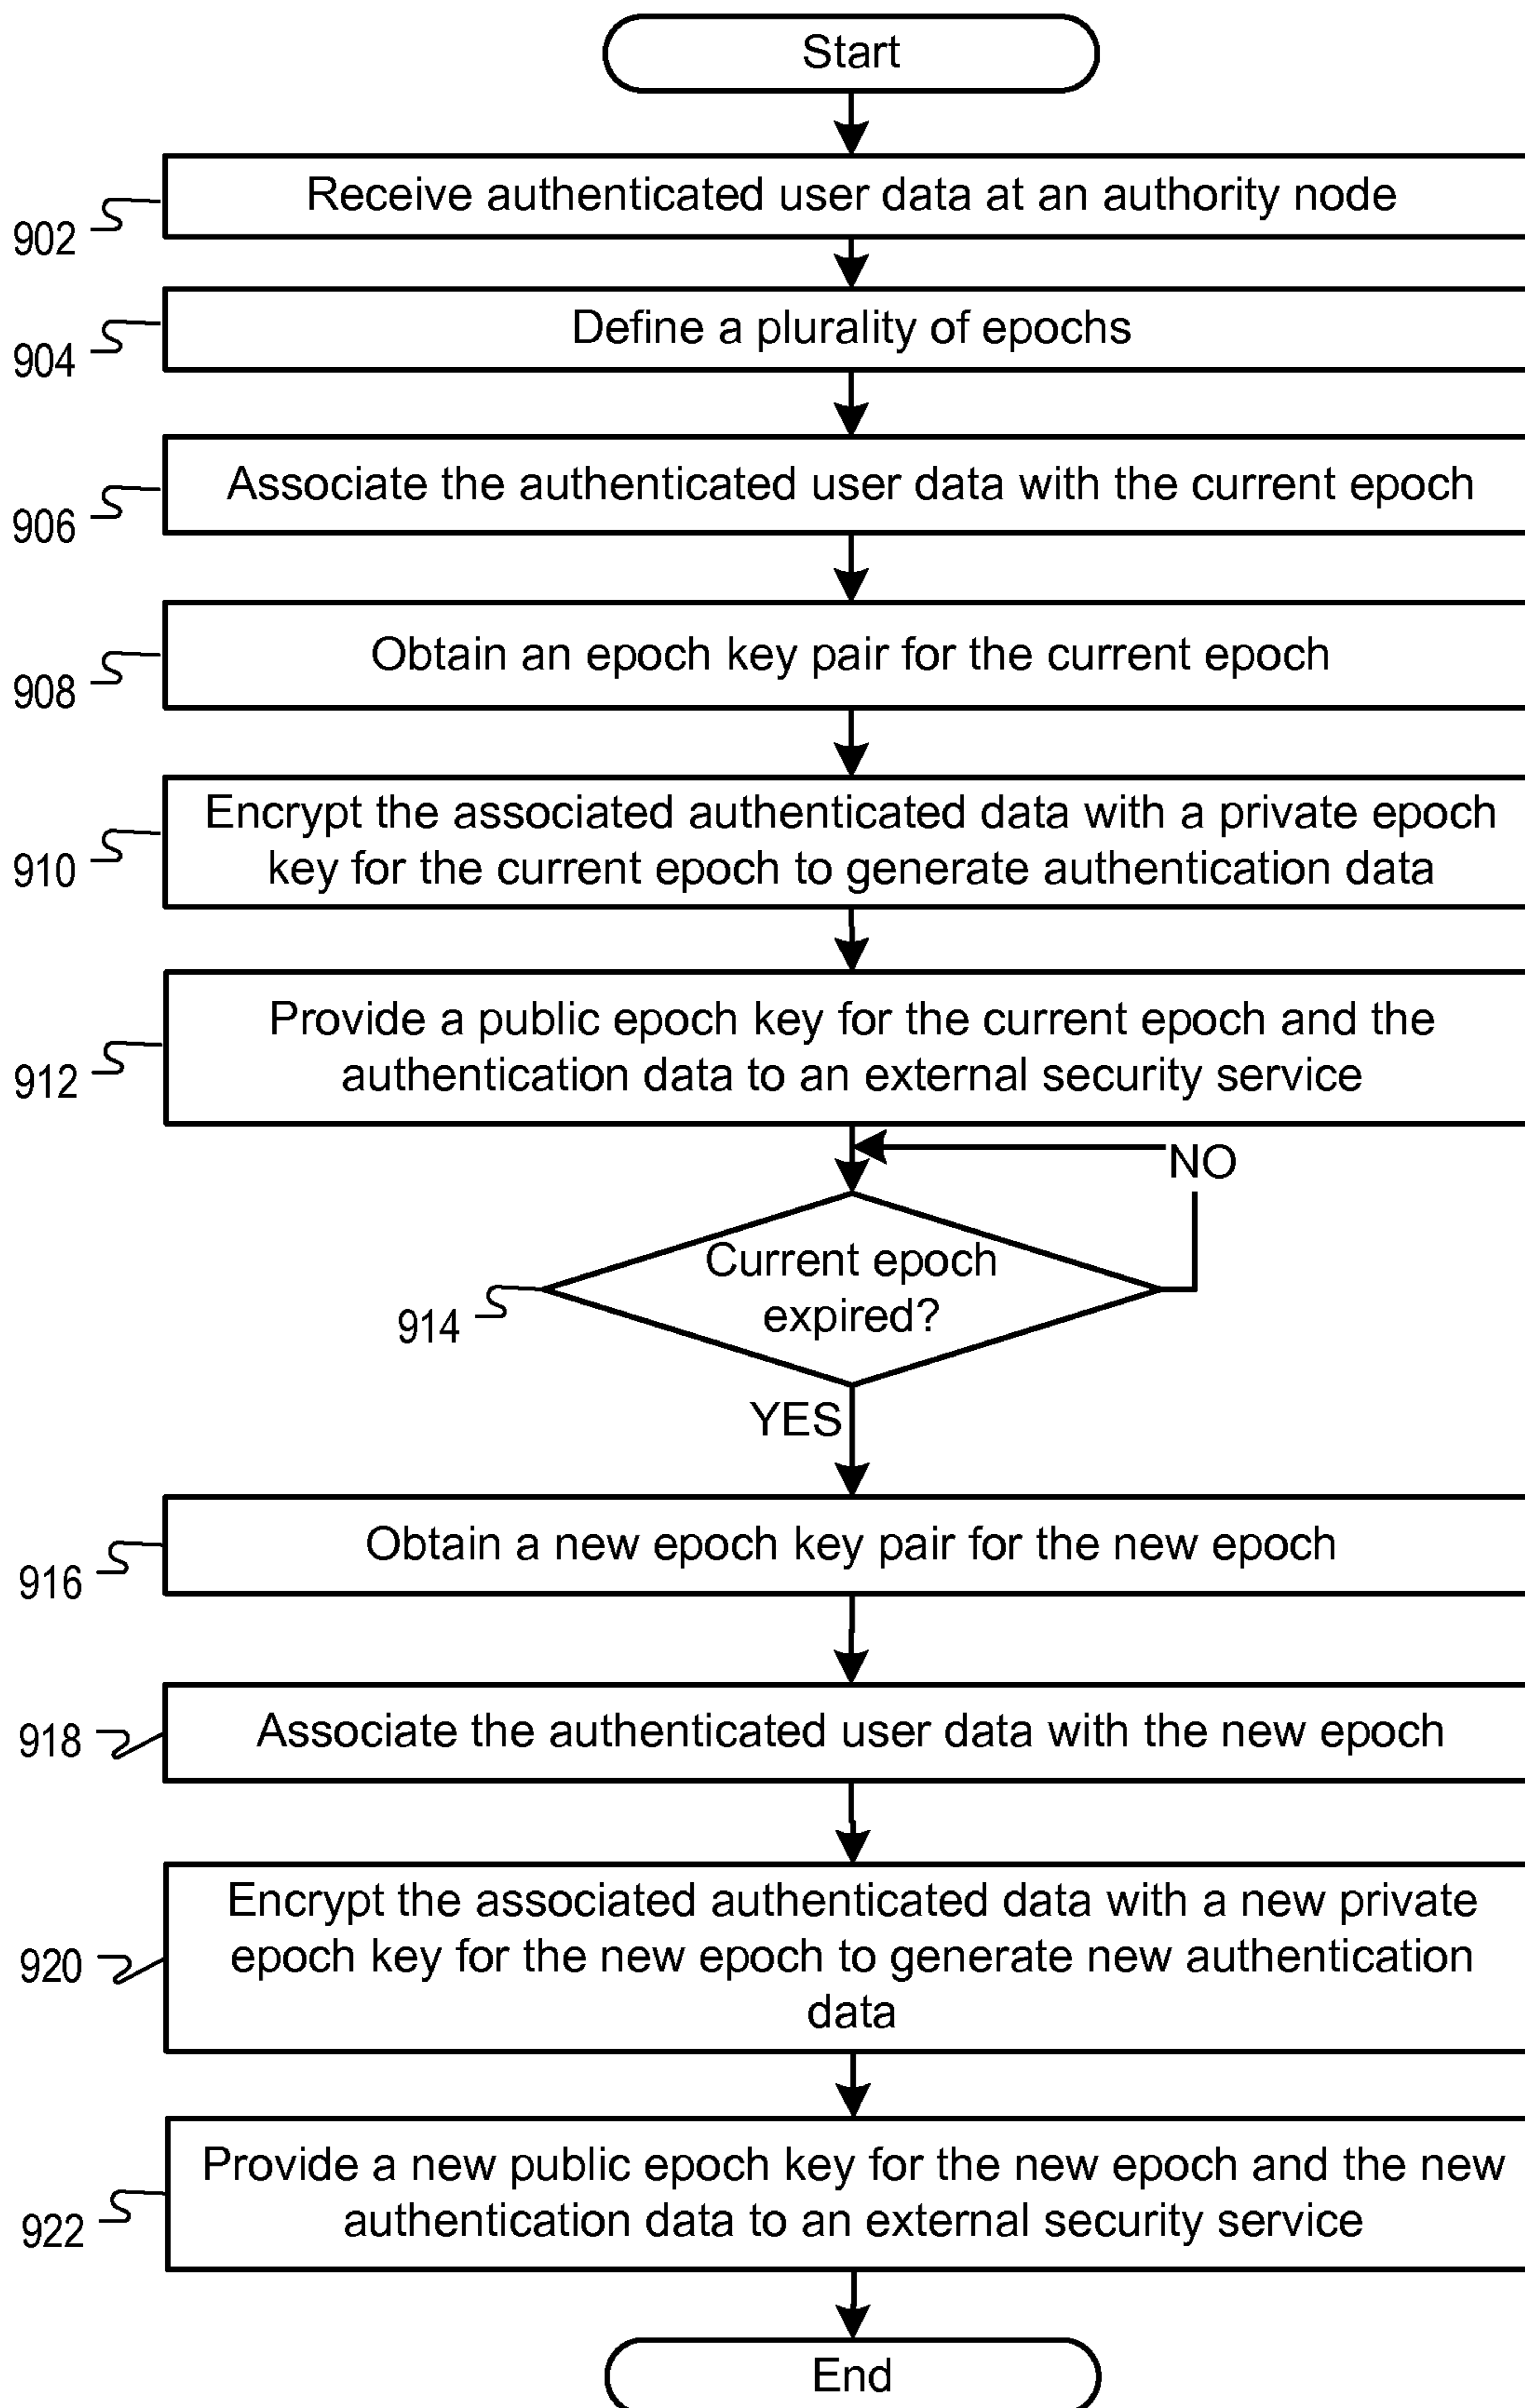 Start
Receive authenticated user data at an authority node
902
Define a plurality of epochs
904
Associate the authenticated user data with the current epoch
906
Obtain an epoch key pair for the current epoch
908
Encrypt the associated authenticated data with a private epoch
key for the current epoch to generate authentication data
910
Provide a public epoch key for the current epoch and the
authentication data to an external security service
912
NO
Current epoch
expired?
914
YES
Obtain a new epoch key pair for the new epoch
916
Associate the authenticated user data with the new epoch
918
Encrypt the associated authenticated data with a new private
epoch key for the new epoch to generate new authentication
data
920
Provide a new public epoch key for the new epoch and the new
authentication data to an external security service
922
End